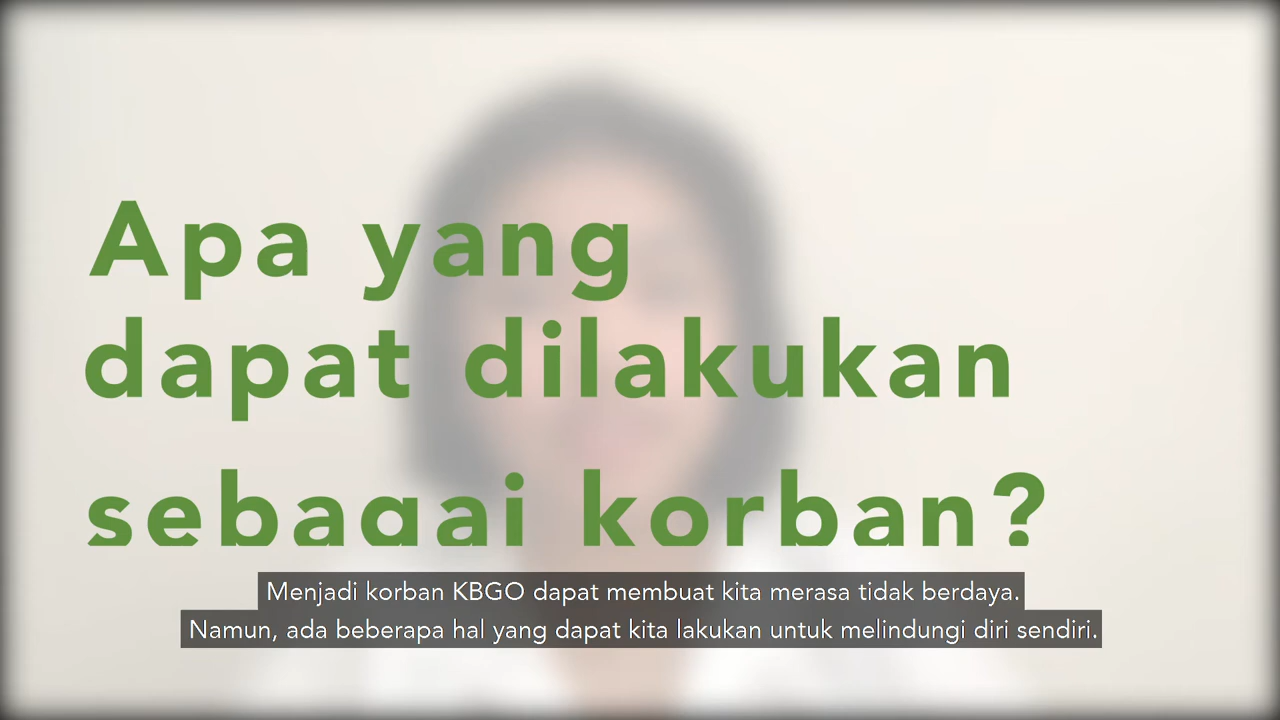 Apa yang
dapat dilakukan
sebagai korban?
Menjadi korban KBGO dapat membuat kita merasa tidak berdaya.
Namun, ada beberapa hal yang dapat kita lakukan untuk melindungi diri sendiri.